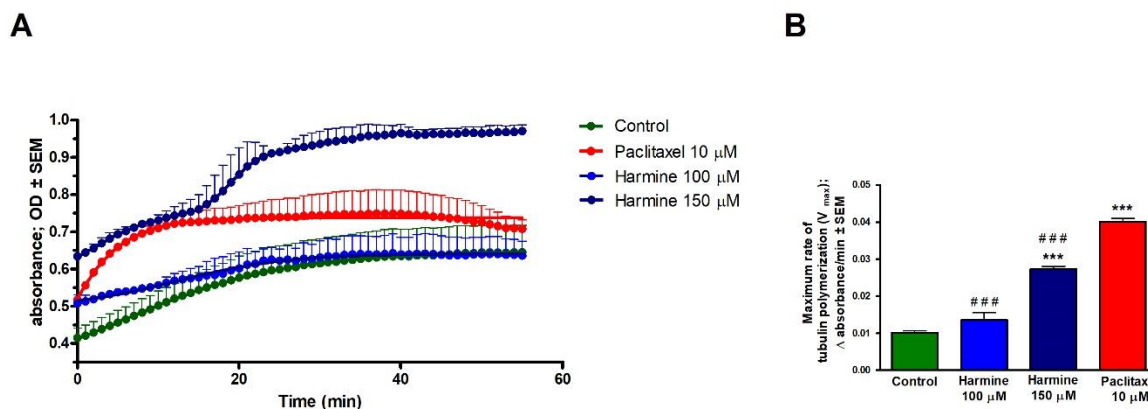 A
B
absorbance; OD ± SEM
1.0
0.9
0.8
0.7
0.6
0.5
0.4
0
20
40
60
Time (min)
Control
Paclitaxel 10 µM
Harmine 100 µM
Harmine 150 µM
Maximum rate of
tubulin polymerization (V max);
Λ absorbance/min ± SEM
0.05
0.04
0.03
0.02
0.01
0.00
###
###
***
***
Control
Harmine
100 µM
Harmine
150 µM
Paclitax
10 µM